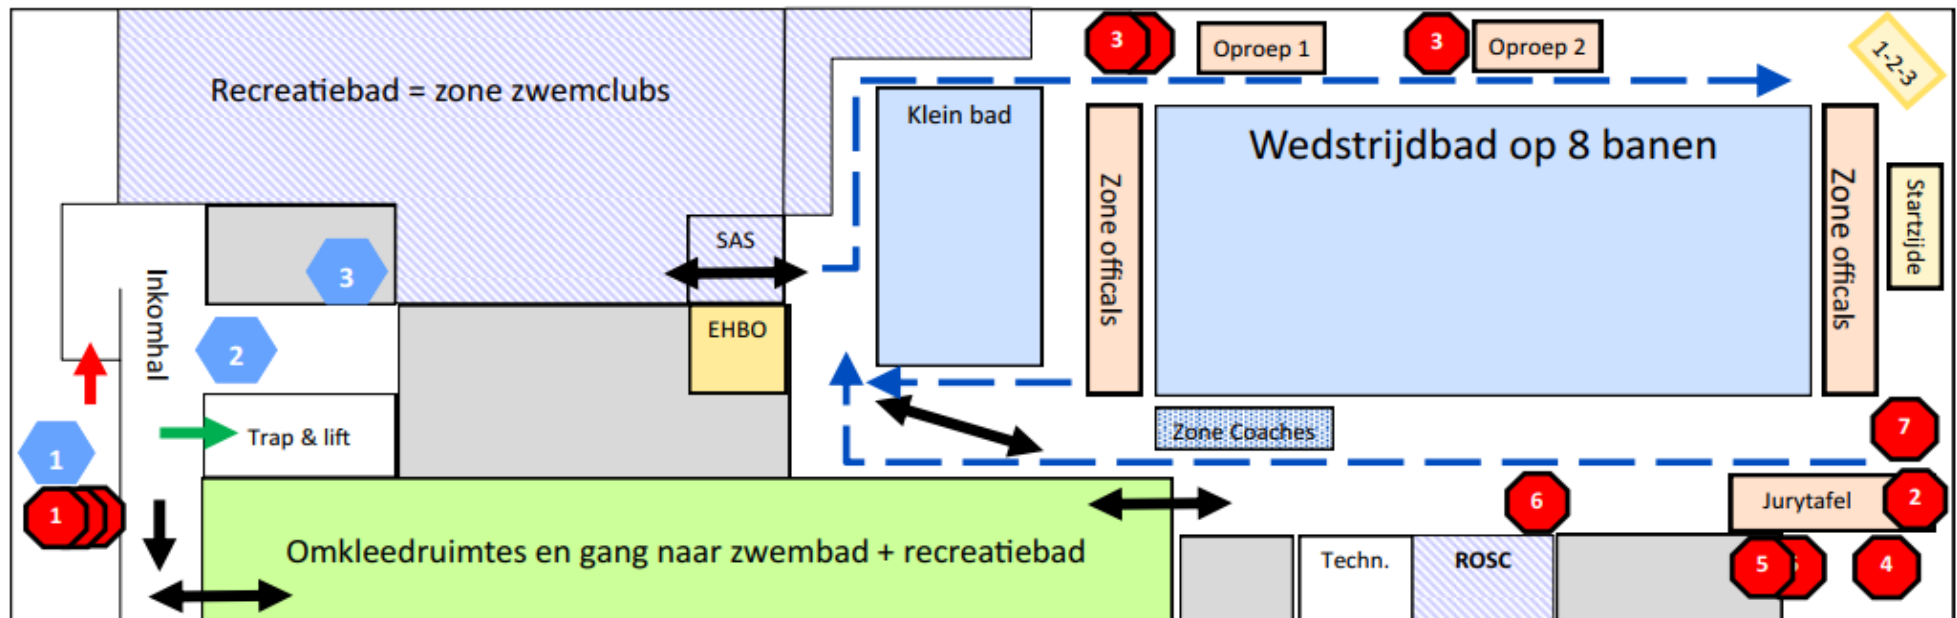 3
Oproep 1
3
Oproep 2
1-2-3
Recreatiebad = zone zwemclubs
Klein bad
Wedstrijdbad op 8 banen
Zone officals
Zone officals
Startzijde
SAS
3
Inkomhal
EHBO
2
Trap & lift
Zone Coaches
7
1
1
6
Jurytafel
2
Omkleedruimtes en gang naar zwembad + recreatiebad
Techn.
ROSC
5
4